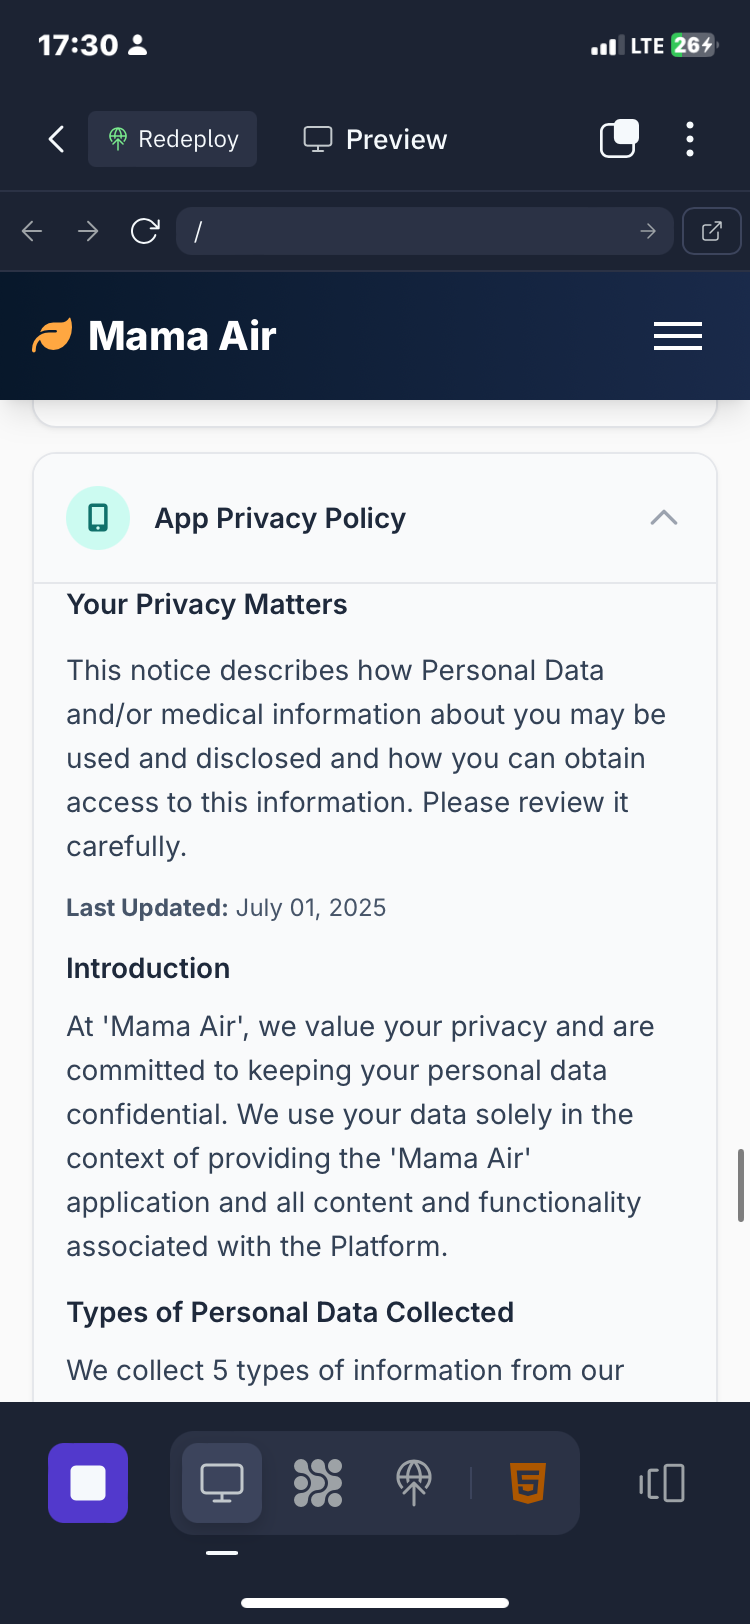 17:30
LTE
26
Redeploy
Preview
/
Mama Air
App Privacy Policy
Your Privacy Matters
This notice describes how Personal Data
and/or medical information about you may be
used and disclosed and how you can obtain
access to this information. Please review it
carefully.
Last Updated: July 01, 2025
Introduction
At 'Mama Air', we value your privacy and are
committed to keeping your personal data
confidential. We use your data solely in the
context of providing the 'Mama Air'
application and all content and functionality
associated with the Platform.
Types of Personal Data Collected
We collect 5 types of information from our
5